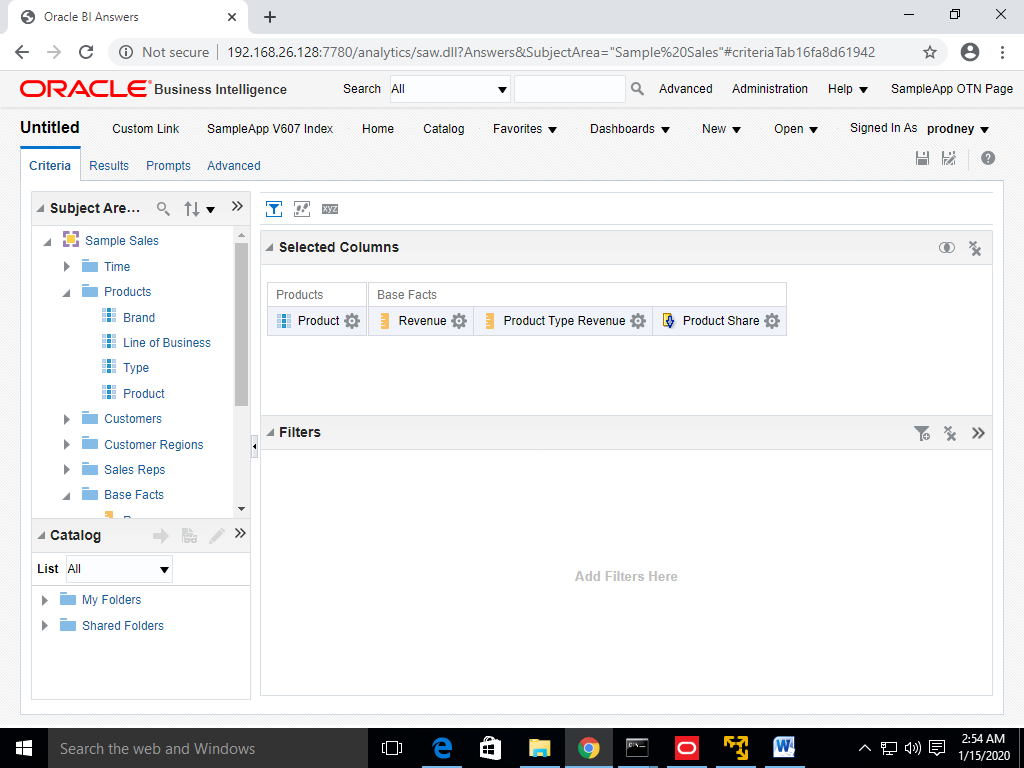 Oracle BI Answers
Not secure | 192.168.26.128:7780/analytics/saw.dll?Answers&SubjectArea="Sample%20Sales"#criteriaTab16fa8d61942
ORACLE® Business Intelligence
Search All Advanced Administration Help SampleApp OTN Page
Untitled Custom Link SampleApp V607 Index Home Catalog Favorites Dashboards New Open Signed In As prodney
Criteria Results Prompts Advanced
Subject Are...
Sample Sales
Time
Products
Brand
Line of Business
Type
Product
Customers
Customer Regions
Sales Reps
Base Facts
Catalog
List All
My Folders
Shared Folders
xyz
Selected Columns
Products Base Facts
Product Revenue Product Type Revenue Product Share
Filters
Add Filters Here
Search the web and Windows
2:54 AM
1/15/2020